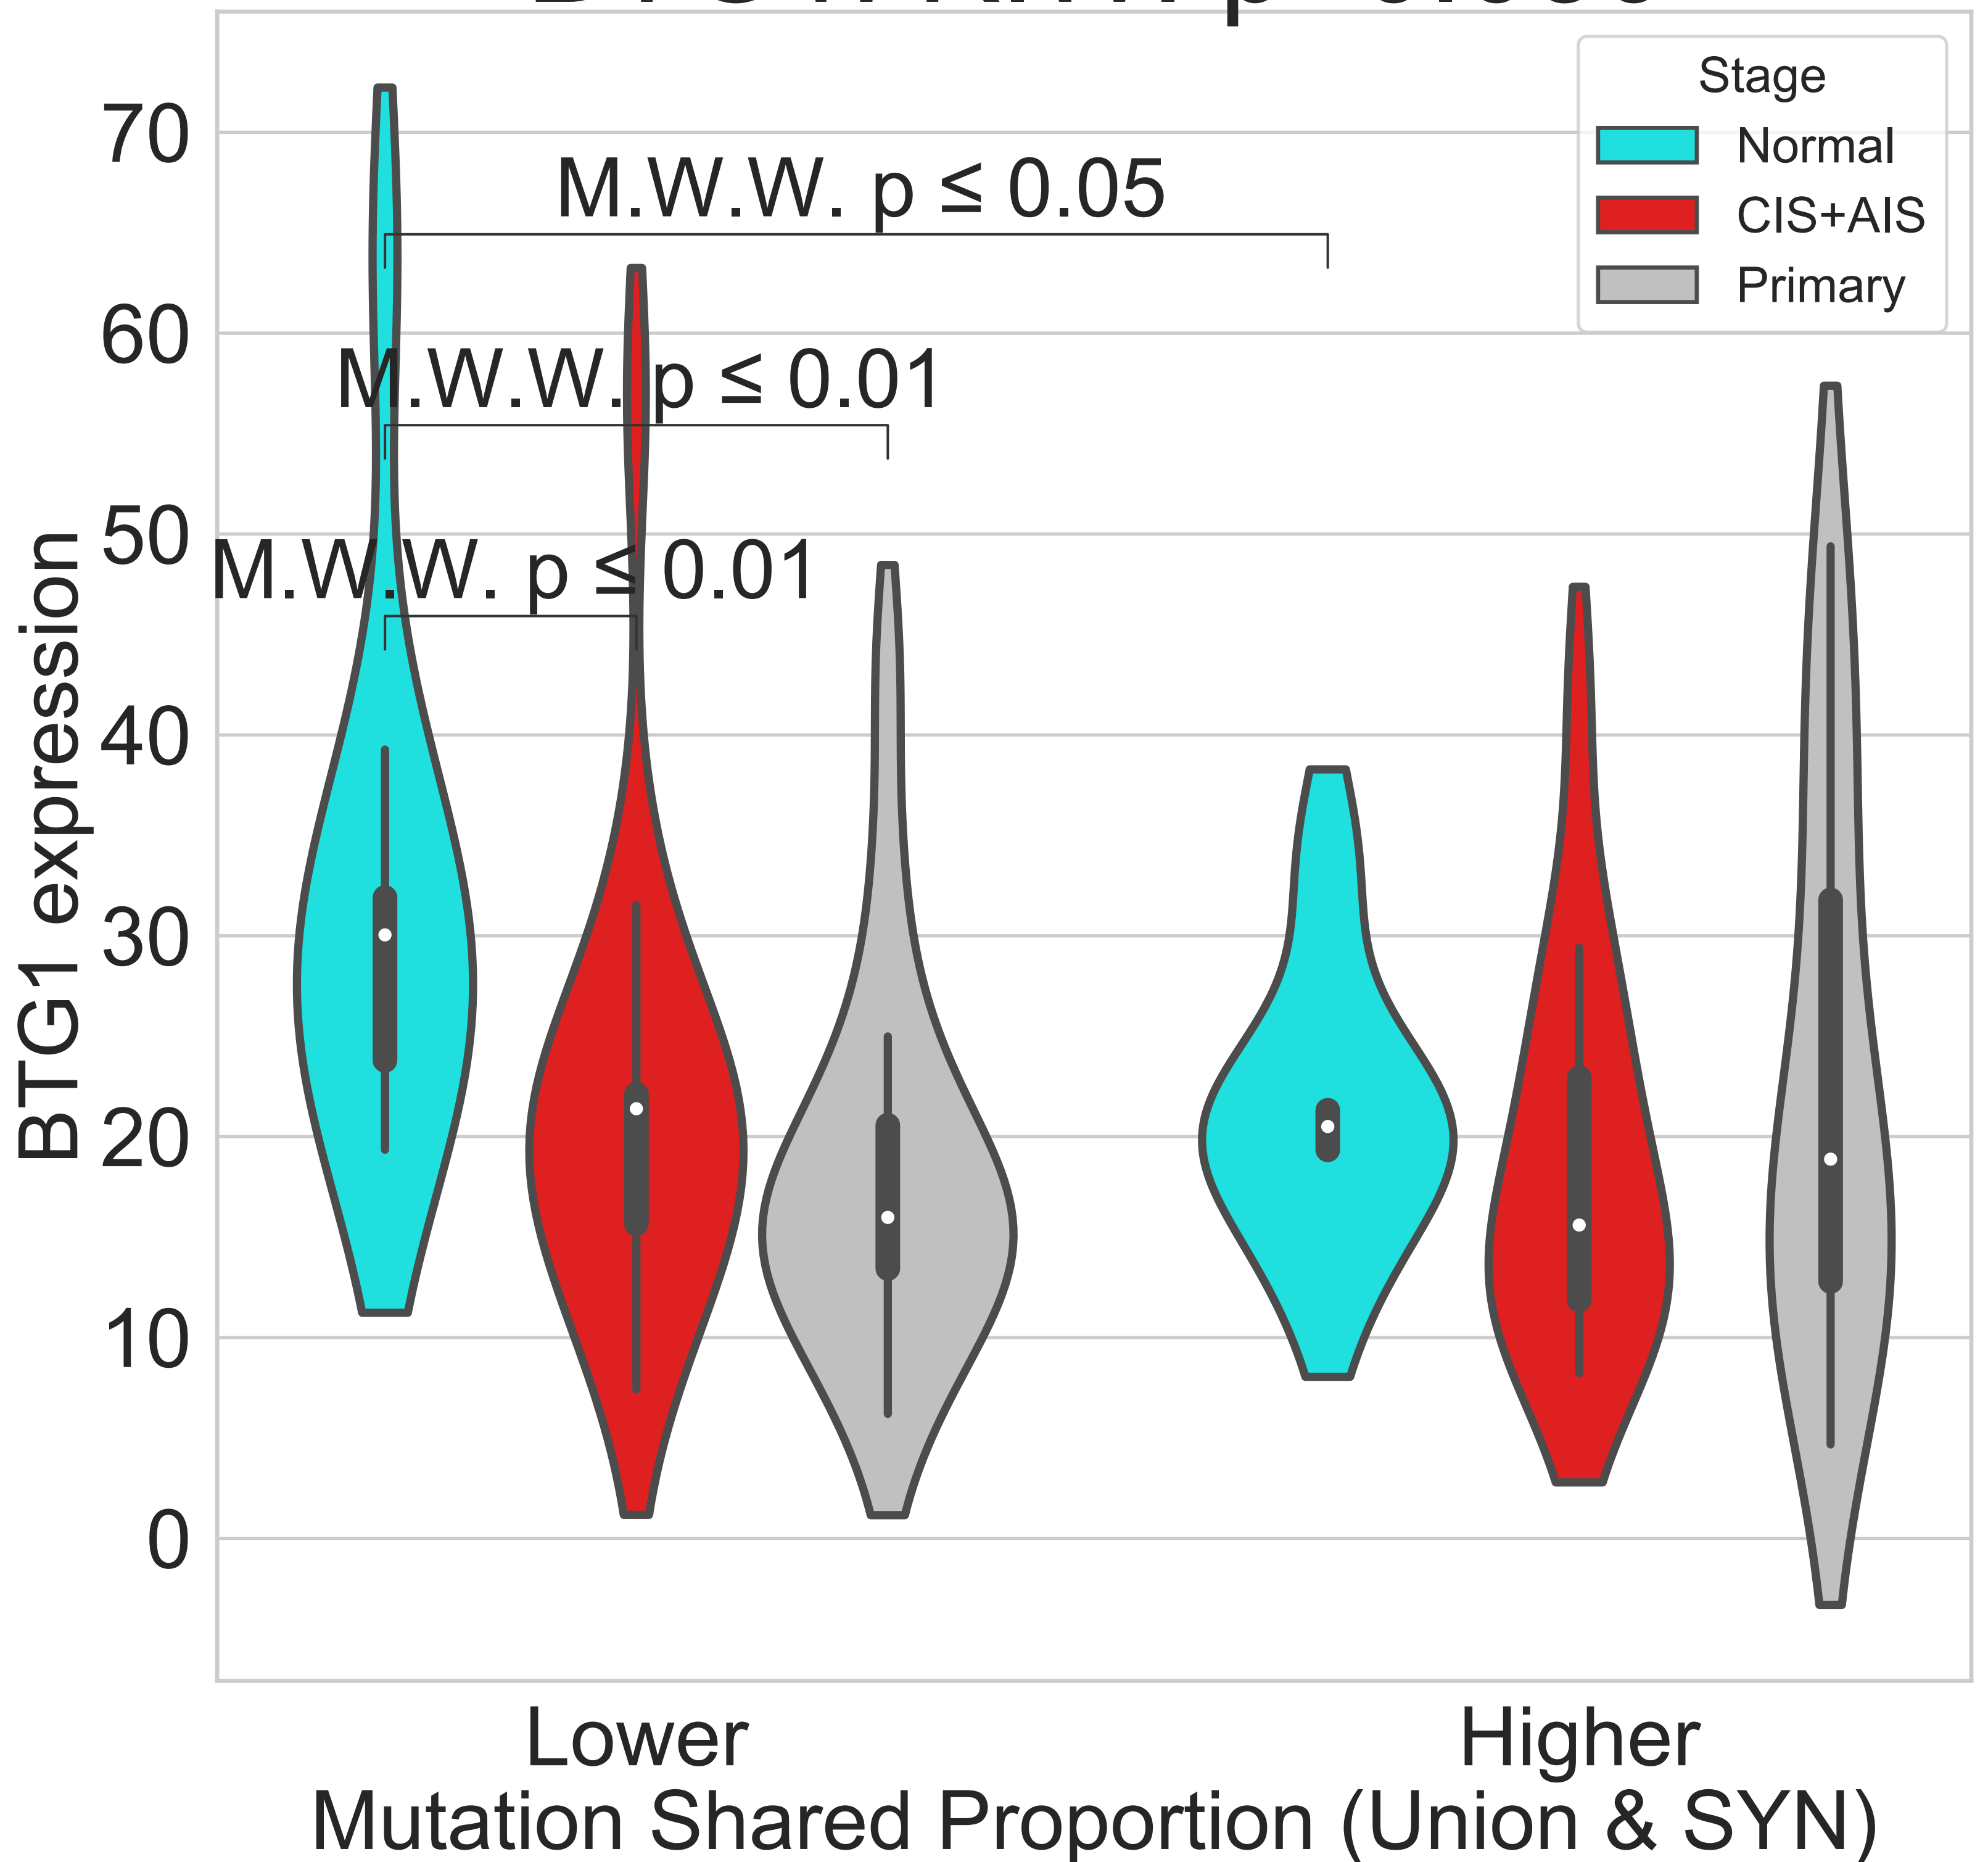 Stage
Normal
CIS+AIS
Primary
M.W.W. p ≤ 0.05
M.W.W. p ≤ 0.01
M.W.W. p ≤ 0.01
BTG1 expression
70
60
50
40
30
20
10
0
Lower
Higher
Mutation Shared Proportion (Union & SYN)